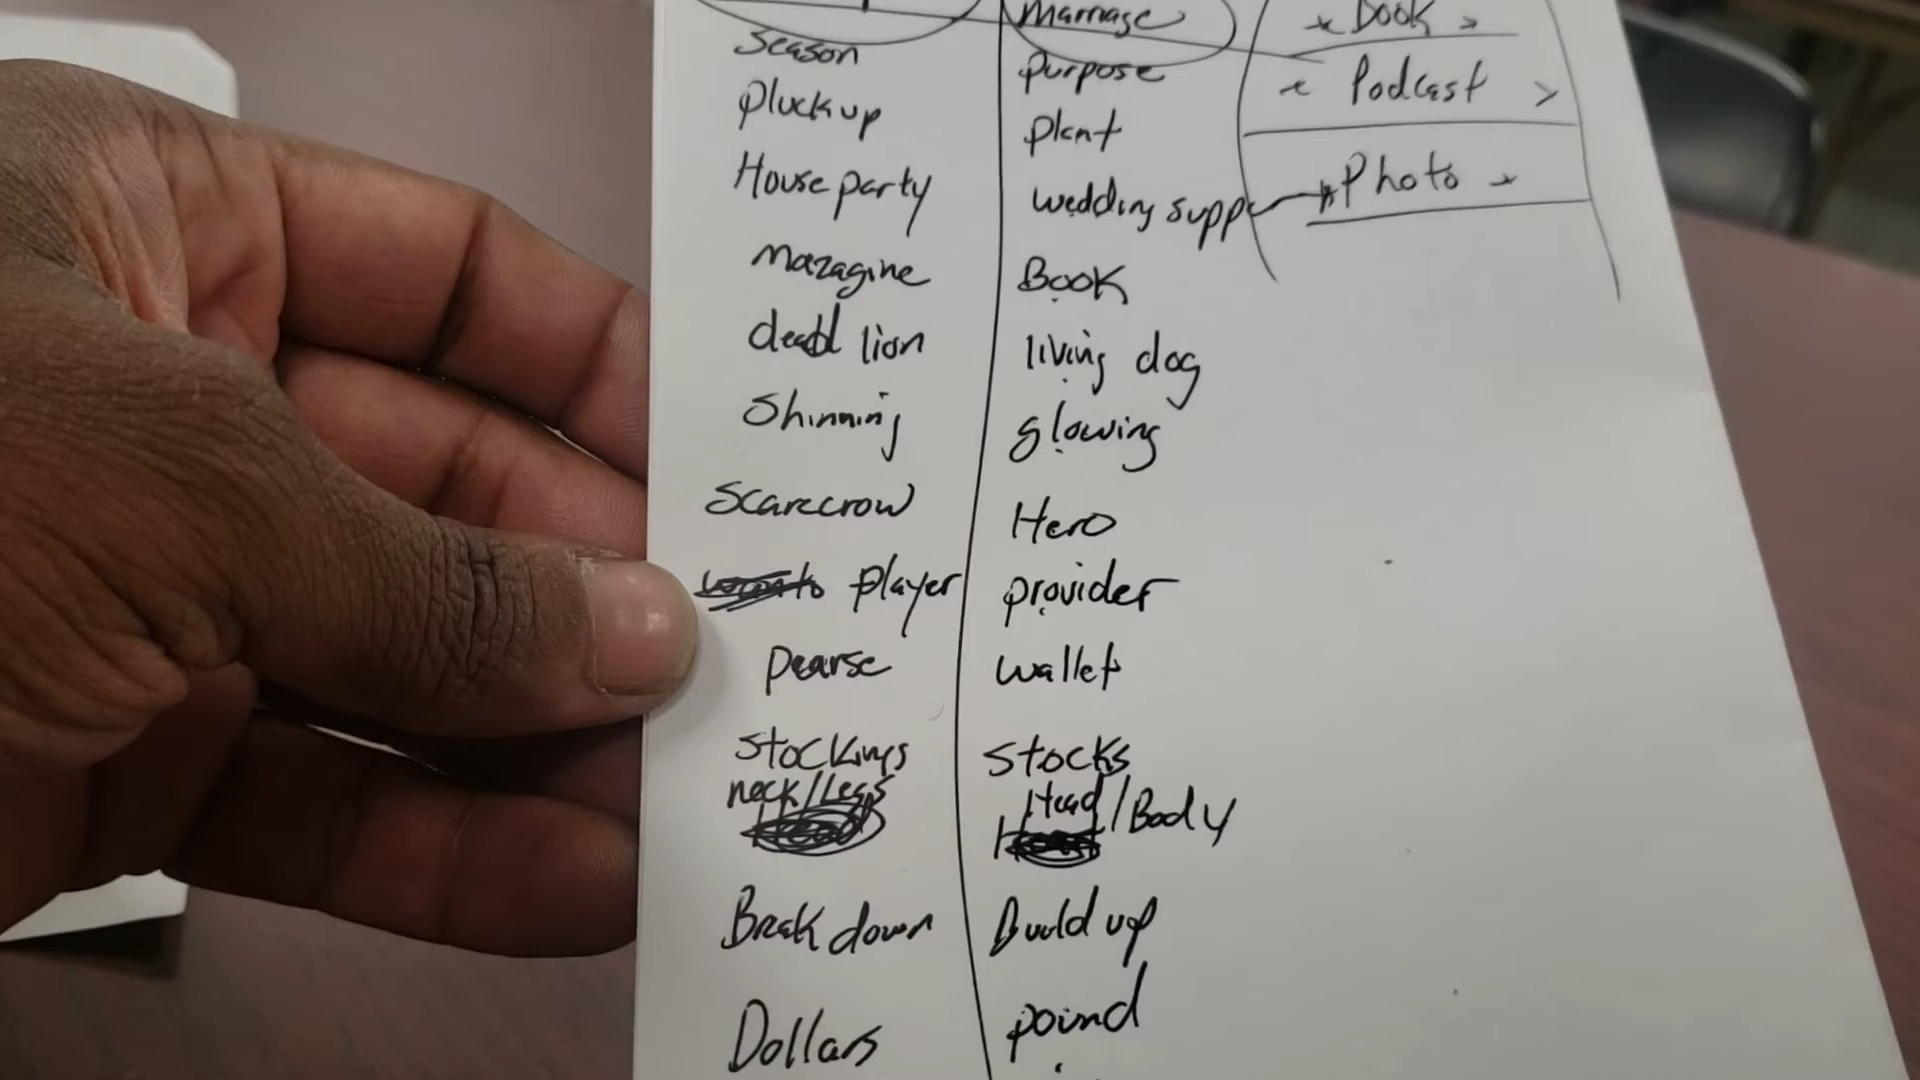 Marriage
Book
Season
Purpose
Podcast
Pluck up
Plant
Photo
House party
wedding supp
Mazagine
Book
dead lion
living dog
Shinning
glowing
Scarecrow
Hero
player
provider
Pearse
wallet
Stockings
Stocks
neck/Legs
Head/Body
Break down
Build up
Dollars
pound